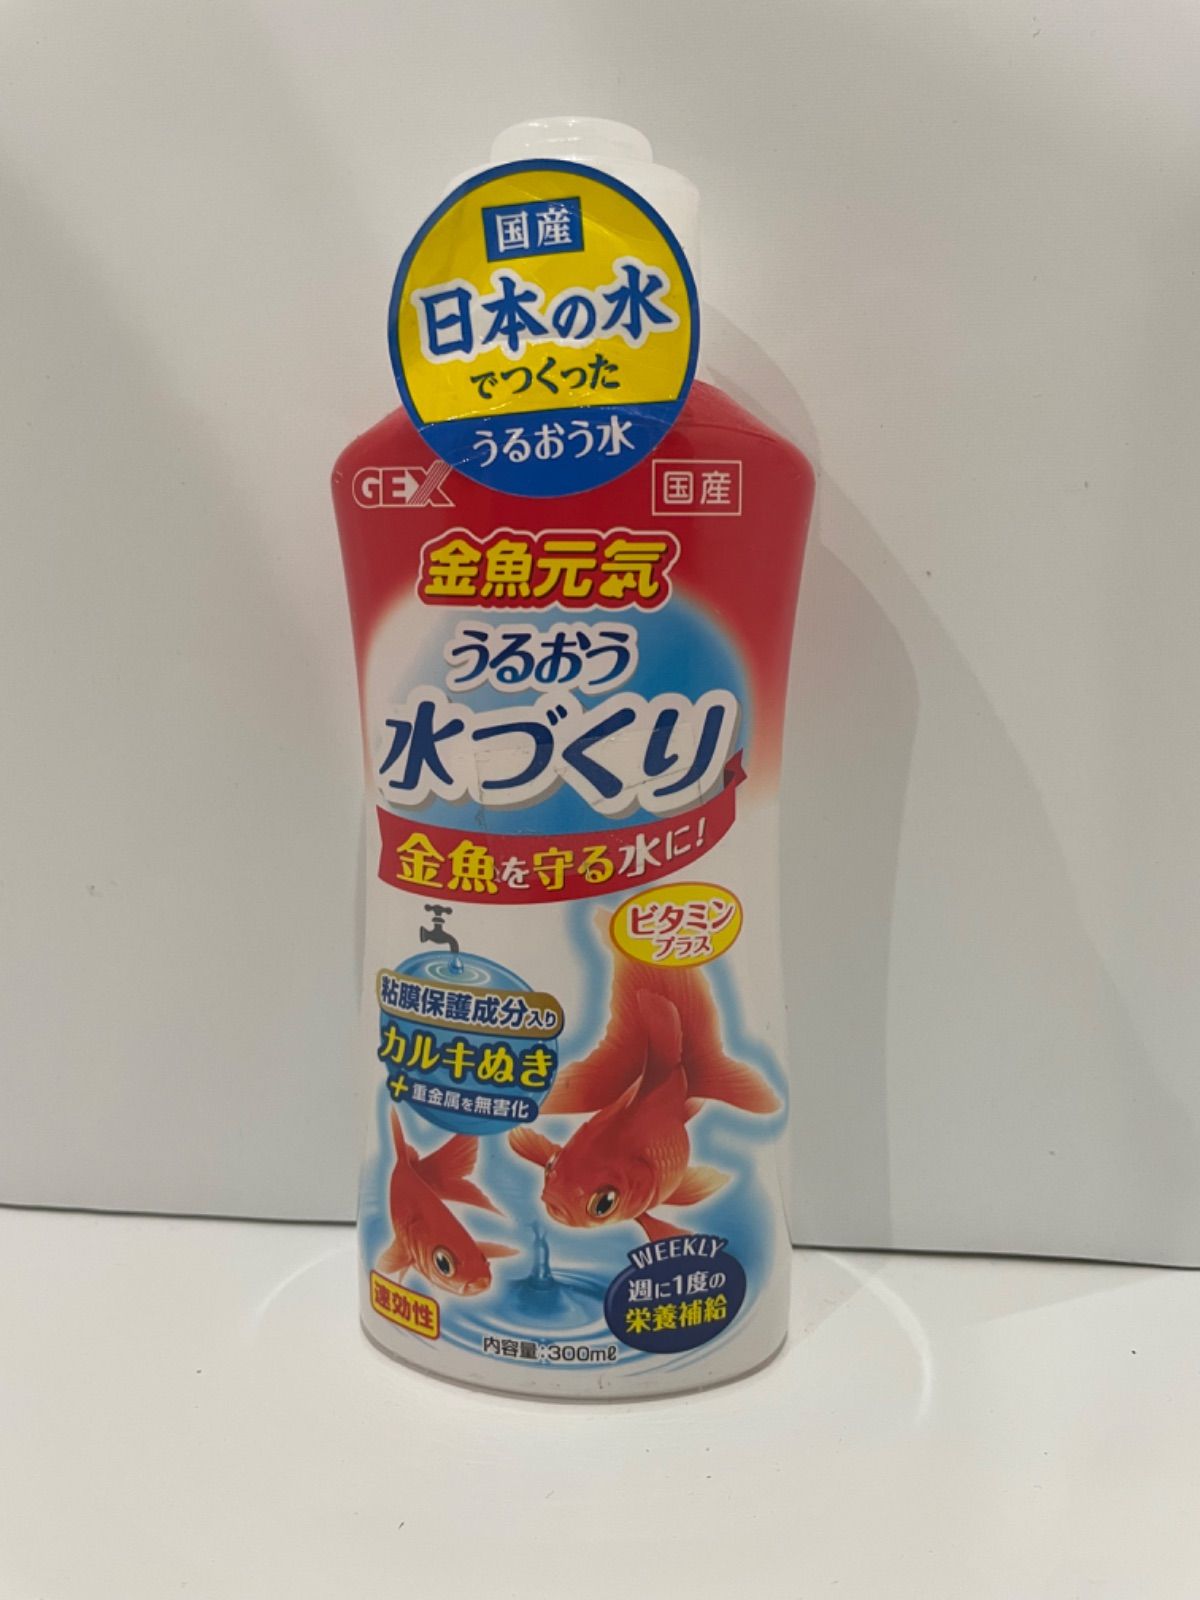 国産
日本の水
でつくった
うるおう水
GEX
国産
金魚元気
うるおう
水づくり
金魚を守る水に!
ビタミン
プラス
粘膜保護成分入り
カルキぬき
+重金属を無害化
WEEKLY
週に1度の
栄養補給
速効性
内容量:300mℓ